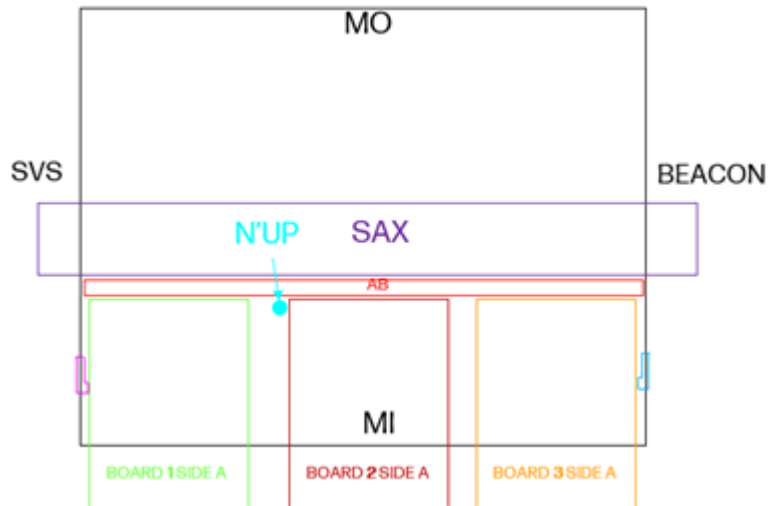 MO
SVS
BEACON
N'UP
SAX
AB
MI
BOARD 1 SIDE A
BOARD 2 SIDE A
BOARD 3 SIDE A